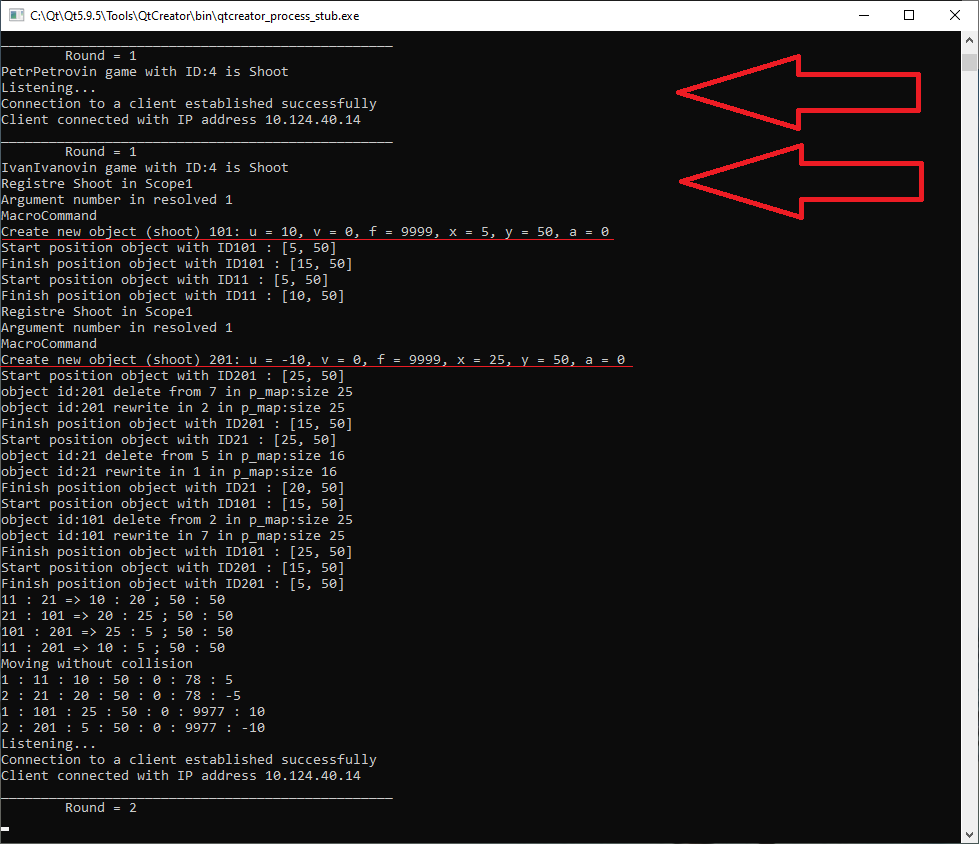 C:\Qt\Qt5.9.5\Tools\QtCreator\bin\qtcreator_process_stub.exe
Round = 1
PetrPetrovin game with ID:4 is Shoot
Listening...
Connection to a client established successfully
Client connected with IP address 10.124.40.14
Round = 1
IvanIvanovin game with ID:4 is Shoot
Registre Shoot in Scope1
Argument number in resolved 1
MacroCommand
Create new object (shoot) 101: u = 10, v = 0, f = 9999, x = 5, y = 50, a = 0
Start position object with ID101 : [5, 50]
Finish position object with ID101 : [15, 50]
Start position object with ID11 : [5, 50]
Finish position object with ID11 : [10, 50]
Registre Shoot in Scope1
Argument number in resolved 1
MacroCommand
Create new object (shoot) 201: u = -10, v = 0, f = 9999, x = 25, y = 50, a = 0
Start position object with ID201 : [25, 50]
object id:201 delete from 7 in p_map:size 25
object id:201 rewrite in 2 in p_map:size 25
Finish position object with ID201 : [15, 50]
Start position object with ID21 : [25, 50]
object id:21 delete from 5 in p_map:size 16
object id:21 rewrite in 1 in p_map:size 16
Finish position object with ID21 : [20, 50]
Start position object with ID101 : [15, 50]
object id:101 delete from 2 in p_map:size 25
object id:101 rewrite in 7 in p_map:size 25
Finish position object with ID101 : [25, 50]
Start position object with ID201 : [15, 50]
Finish position object with ID201 : [5, 50]
11 : 21 => 10 : 20 ; 50 : 50
21 : 101 => 20 : 25 ; 50 : 50
101 : 201 => 25 : 5 ; 50 : 50
11 : 201 => 10 : 5 ; 50 : 50
Moving without collision
1 : 11 : 10 : 50 : 0 : 78 : 5
2 : 21 : 20 : 50 : 0 : 78 : -5
1 : 101 : 25 : 50 : 0 : 9977 : 10
2 : 201 : 5 : 50 : 0 : 9977 : -10
Listening...
Connection to a client established successfully
Client connected with IP address 10.124.40.14
Round = 2